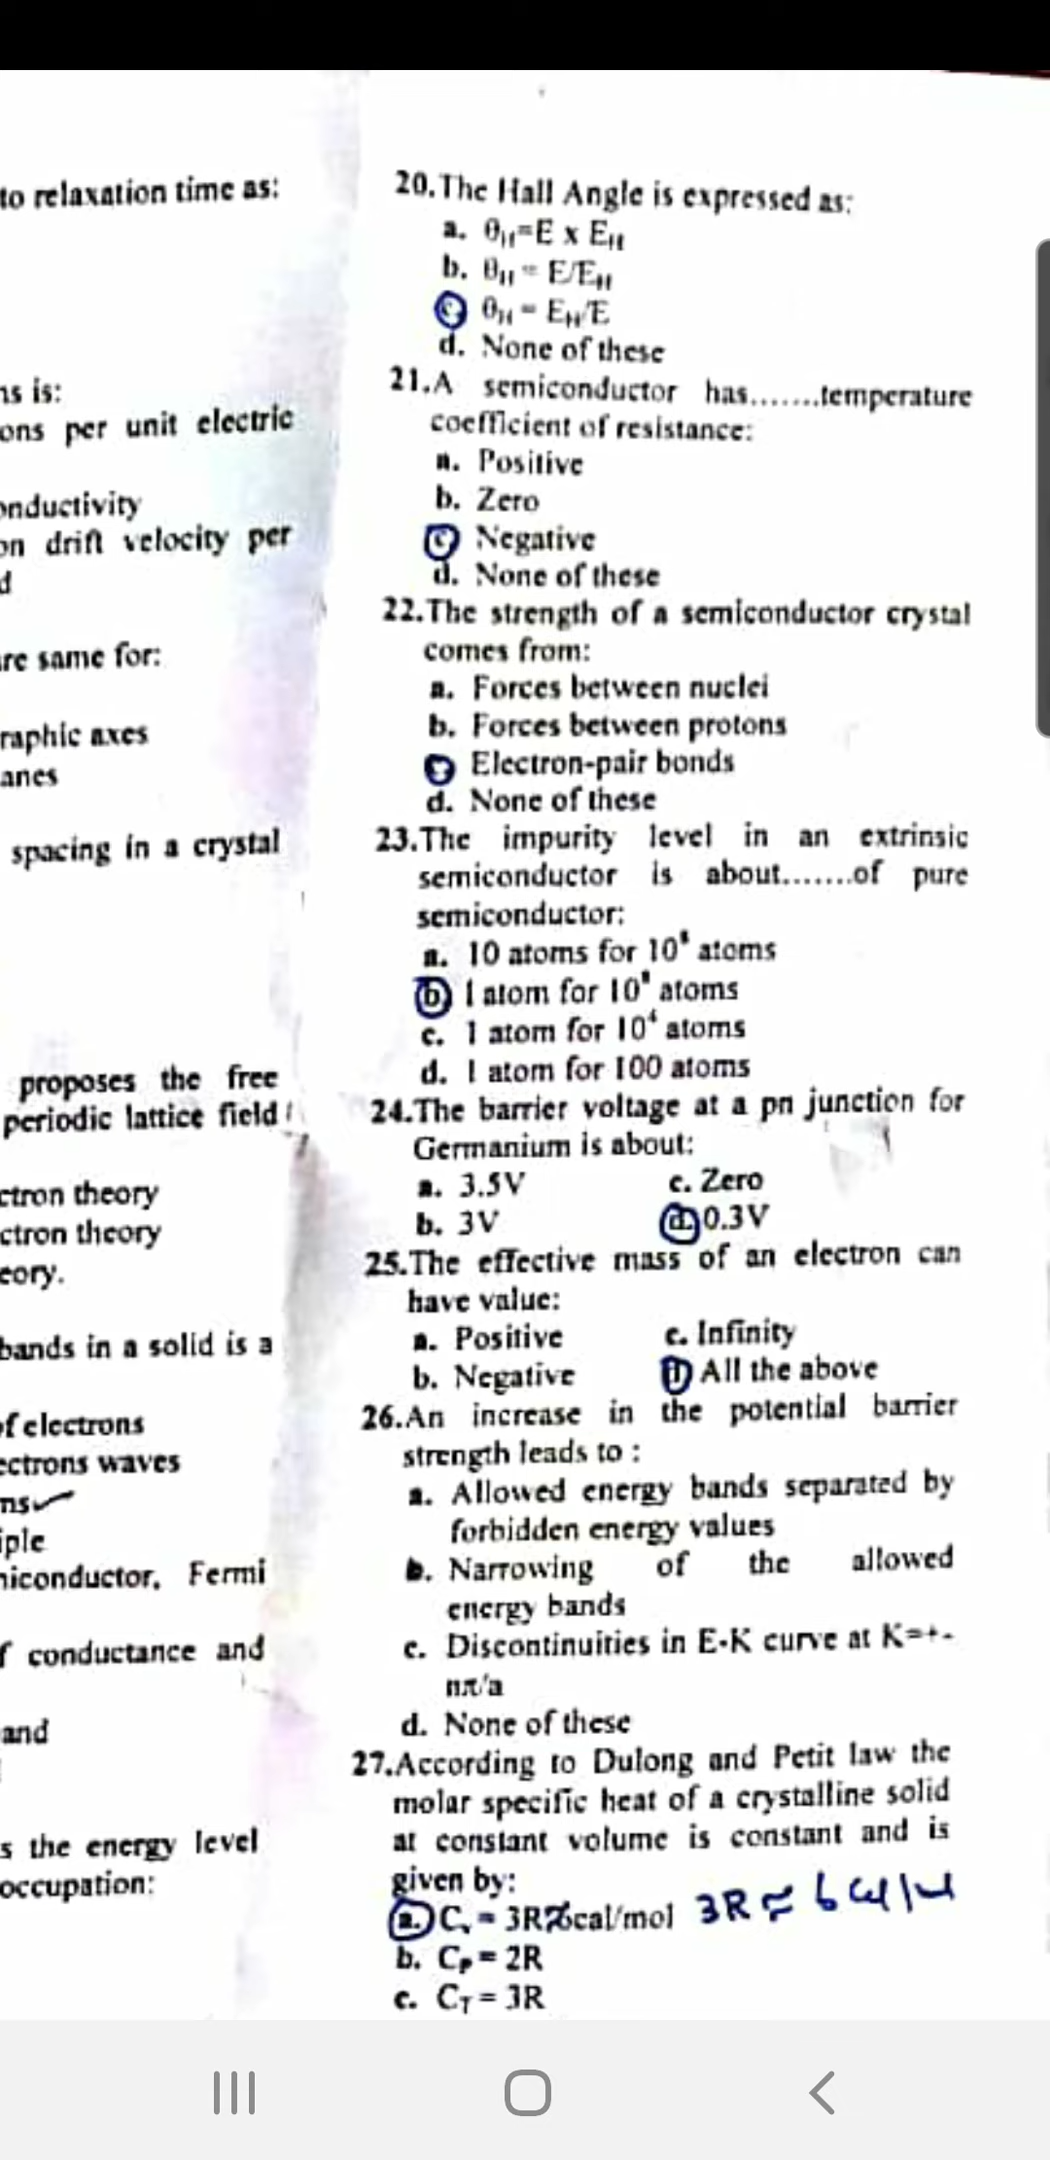 to relaxation time as:
ns is:
ons per unit electric
onductivity
on drift velocity per
d
are same for:
raphic axes
anes
spacing in a crystal
proposes the free
periodic lattice field
ctron theory
ctron theory
eory.
bands in a solid is a
of electrons
ectrons waves
ns
iple
niconductor, Fermi
f conductance and
and
s the energy level
occupation:
20.The Hall Angle is expressed as:
a. θH=E x EH
b. θH = E/EH
c. θH = EH/E
d. None of these
21.A semiconductor has.......temperature
coefficient of resistance:
a. Positive
b. Zero
c. Negative
d. None of these
22.The strength of a semiconductor crystal
comes from:
a. Forces between nuclei
b. Forces between protons
c. Electron-pair bonds
d. None of these
23.The impurity level in an extrinsic
semiconductor is about.......of pure
semiconductor:
a. 10 atoms for 10⁸ atoms
b. 1 atom for 10⁸ atoms
c. 1 atom for 10⁴ atoms
d. 1 atom for 100 atoms
24.The barrier voltage at a pn junction for
Germanium is about:
a. 3.5V c. Zero
b. 3V d. 0.3V
25.The effective mass of an electron can
have value:
a. Positive c. Infinity
b. Negative d. All the above
26.An increase in the potential barrier
strength leads to :
a. Allowed energy bands separated by
forbidden energy values
b. Narrowing of the allowed
energy bands
c. Discontinuities in E-K curve at K=+-
nπ/a
d. None of these
27.According to Dulong and Petit law the
molar specific heat of a crystalline solid
at constant volume is constant and is
given by:
a. Cv = 3R cal/mol 3R ≈ 6
b. CP = 2R
c. CT = 3R